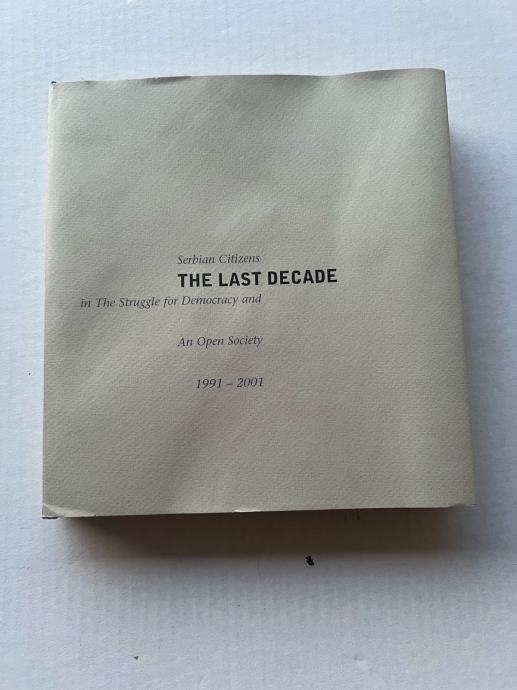 Serbian Citizens
THE LAST DECADE
in The Struggle for Democracy and
An Open Society
1991 – 2001